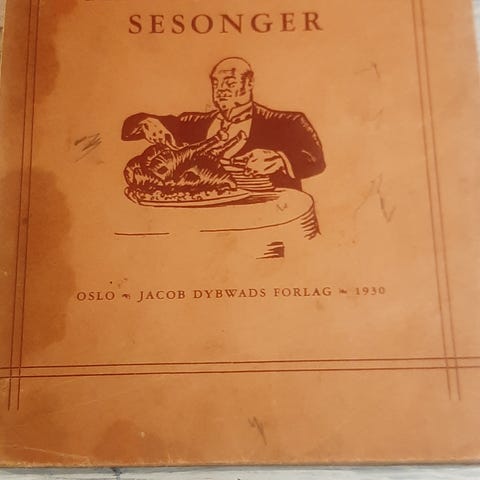 SESONGER
OSLO JACOB DYBWADS FORLAG 1930